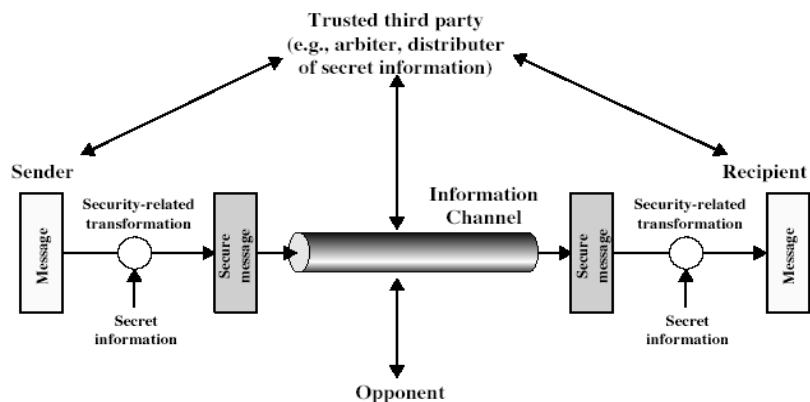 Trusted third party
(e.g., arbiter, distributer
of secret information)
Sender
Recipient
Information
Channel
Security-related
transformation
Security-related
transformation
Message
Secure
message
Secure
message
Message
Secret
information
Secret
information
Opponent